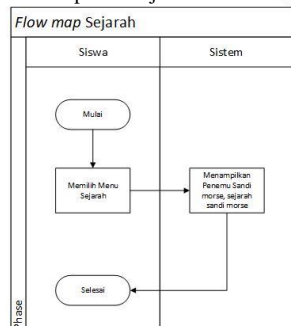 Flow map Sejarah
Siswa
Sistem
Mulai
Memilih Menu
Sejarah
Menampilkan
Penemu Sandi
morse, sejarah
sandi morse
Selesai
Phase